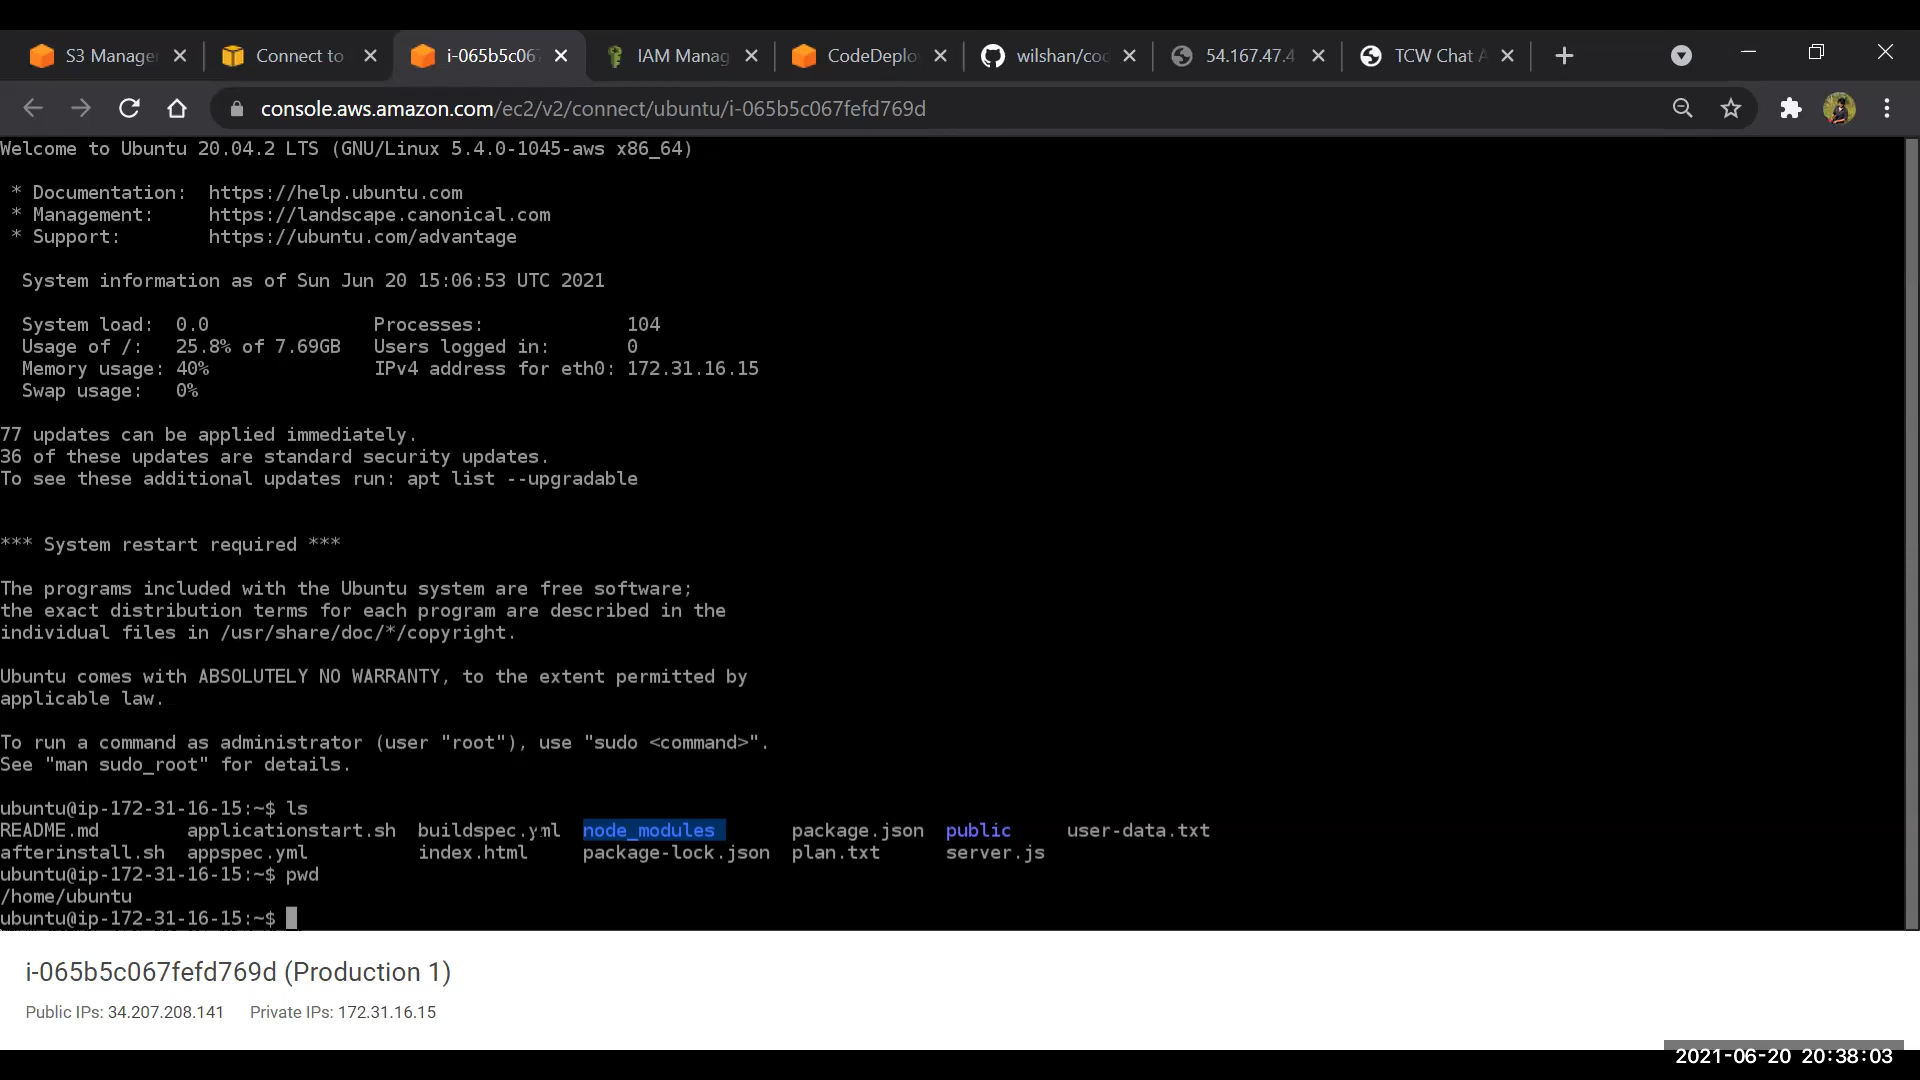 S3 Manage
Connect to
i-065b5c067
IAM Manag
CodeDeplo
wilshan/coc
54.167.47.4
TCW Chat A
console.aws.amazon.com/ec2/v2/connect/ubuntu/i-065b5c067fefd769d
Welcome to Ubuntu 20.04.2 LTS (GNU/Linux 5.4.0-1045-aws x86_64)
* Documentation:  https://help.ubuntu.com
* Management:     https://landscape.canonical.com
* Support:        https://ubuntu.com/advantage
System information as of Sun Jun 20 15:06:53 UTC 2021
System load:  0.0               Processes:             104
Usage of /:   25.8% of 7.69GB   Users logged in:       0
Memory usage: 40%               IPv4 address for eth0: 172.31.16.15
Swap usage:   0%
77 updates can be applied immediately.
36 of these updates are standard security updates.
To see these additional updates run: apt list --upgradable
*** System restart required ***
The programs included with the Ubuntu system are free software;
the exact distribution terms for each program are described in the
individual files in /usr/share/doc/*/copyright.
Ubuntu comes with ABSOLUTELY NO WARRANTY, to the extent permitted by
applicable law.
To run a command as administrator (user "root"), use "sudo <command>".
See "man sudo_root" for details.
ubuntu@ip-172-31-16-15:~$ ls
README.md        applicationstart.sh  buildspec.yml  node_modules       package.json  public     user-data.txt
afterinstall.sh  appspec.yml          index.html     package-lock.json  plan.txt      server.js
ubuntu@ip-172-31-16-15:~$ pwd
/home/ubuntu
ubuntu@ip-172-31-16-15:~$
i-065b5c067fefd769d (Production 1)
Public IPs: 34.207.208.141 Private IPs: 172.31.16.15
2021-06-20 20:38:03